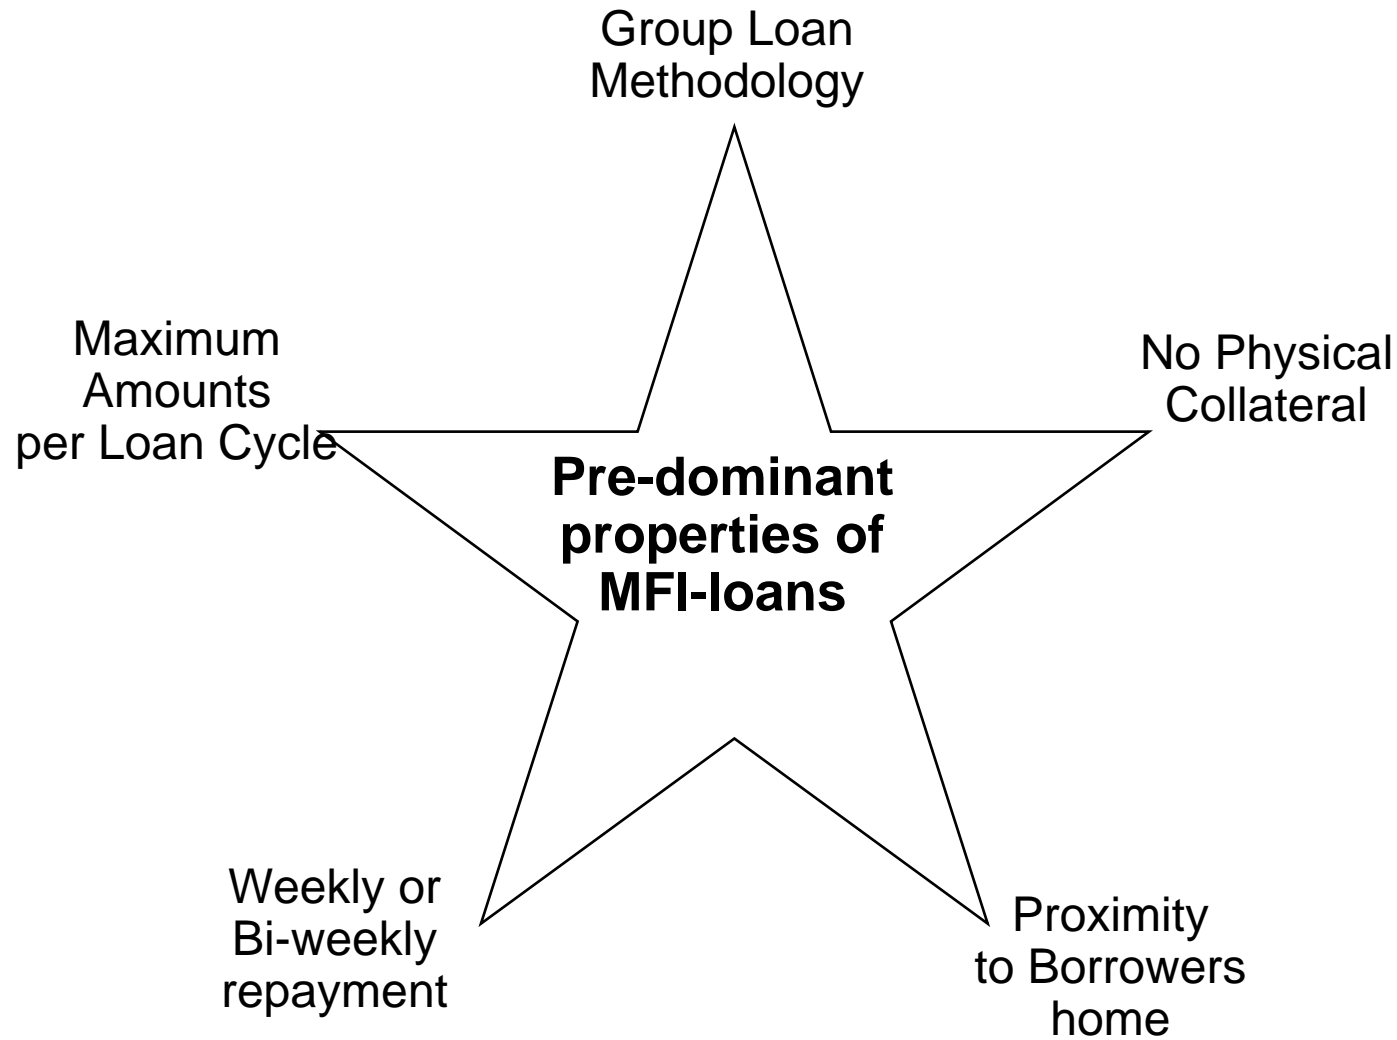 Group Loan
Methodology
Maximum
Amounts
per Loan Cycle
No Physical
Collateral
Pre-dominant
properties of
MFI-loans
Weekly or
Bi-weekly
repayment
Proximity
to Borrowers
home